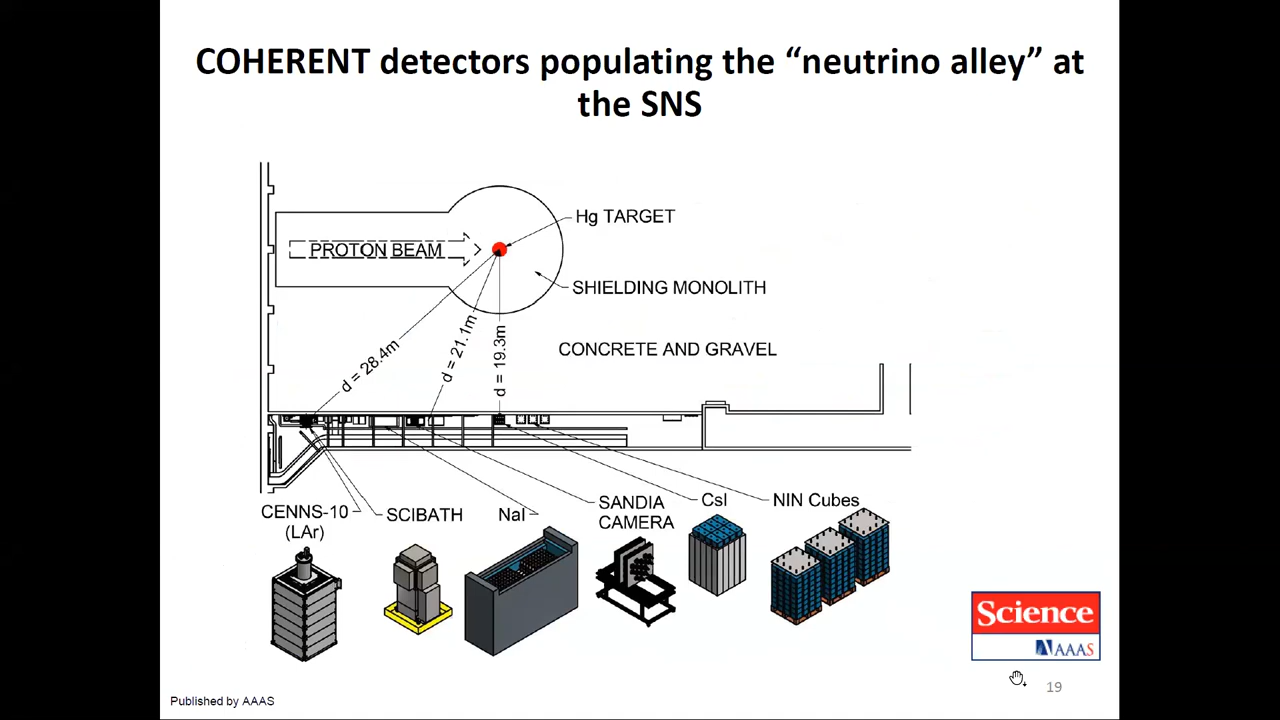 COHERENT detectors populating the “neutrino alley” at
the SNS
Hg TARGET
PROTON BEAM
SHIELDING MONOLITH
d = 28.4m
d = 21.1m
d = 19.3m
CONCRETE AND GRAVEL
CENNS-10
(LAr)
SCIBATH
NaI
SANDIA
CAMERA
CsI
NIN Cubes
Science
AAAS
Published by AAAS
19